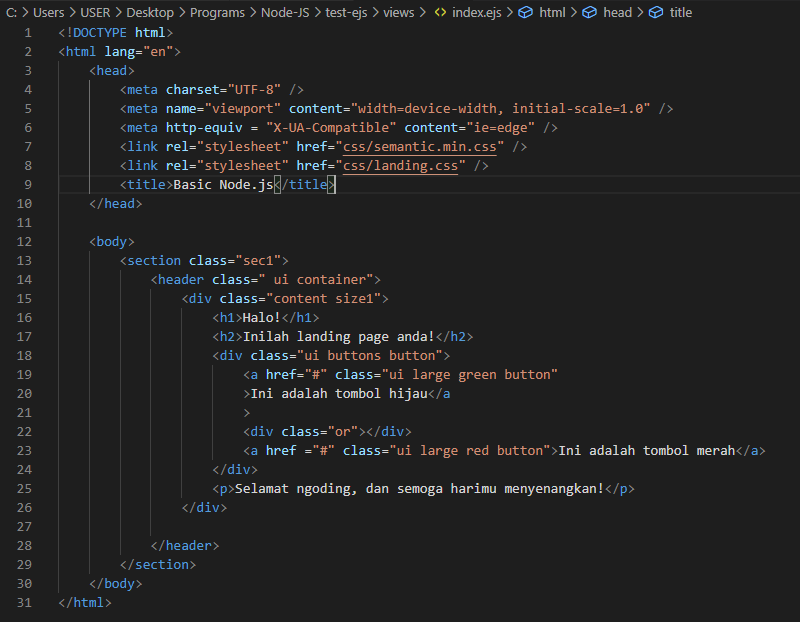 C: > Users > USER > Desktop > Programs > Node-JS > test-ejs > views > <> index.ejs > html > head > title
1 <!DOCTYPE html>
2 <html lang="en">
3 <head>
4 <meta charset="UTF-8" />
5 <meta name="viewport" content="width=device-width, initial-scale=1.0" />
6 <meta http-equiv = "X-UA-Compatible" content="ie=edge" />
7 <link rel="stylesheet" href="css/semantic.min.css" />
8 <link rel="stylesheet" href="css/landing.css" />
9 <title>Basic Node.js</title>
10 </head>
11
12 <body>
13 <section class="sec1">
14 <header class=" ui container">
15 <div class="content size1">
16 <h1>Halo!</h1>
17 <h2>Inilah landing page anda!</h2>
18 <div class="ui buttons button">
19 <a href="#" class="ui large green button"
20 >Ini adalah tombol hijau</a
21 >
22 <div class="or"></div>
23 <a href ="#" class="ui large red button">Ini adalah tombol merah</a>
24 </div>
25 <p>Selamat ngoding, dan semoga harimu menyenangkan!</p>
26 </div>
27
28 </header>
29 </section>
30 </body>
31 </html>